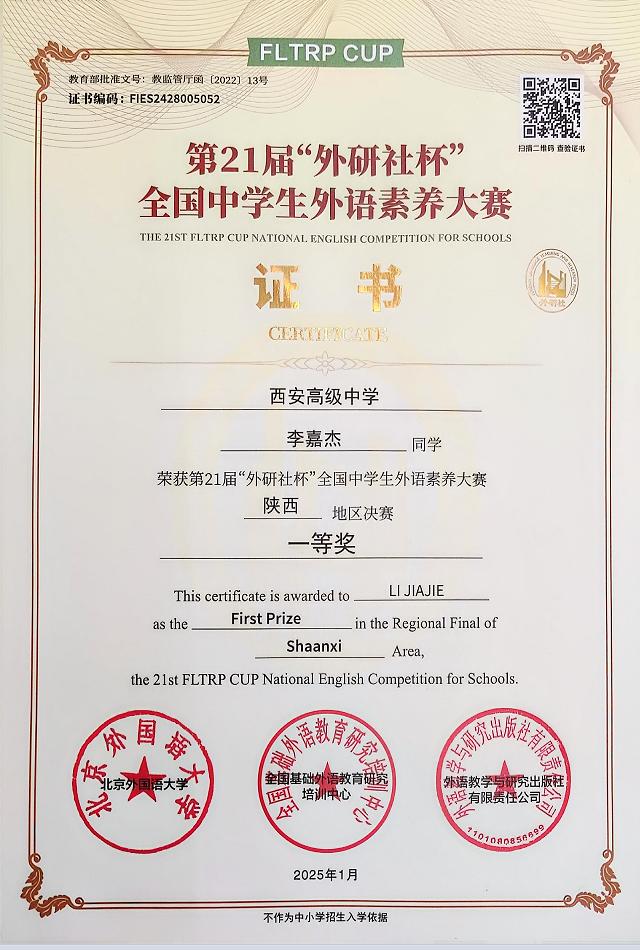 FLTRP CUP
教育部批准文号：教监管厅函〔2022〕13号
证书编码：FIES2428005052
扫描二维码 查验证书
第21届“外研社杯”
全国中学生外语素养大赛
THE 21ST FLTRP CUP NATIONAL ENGLISH COMPETITION FOR SCHOOLS
证 书
CERTIFICATE
外研社
西安高级中学
李嘉杰 同学
荣获第21届“外研社杯”全国中学生外语素养大赛
陕西 地区决赛
一等奖
This certificate is awarded to LI JIAJIE
as the First Prize in the Regional Final of
Shaanxi Area,
the 21st FLTRP CUP National English Competition for Schools.
北京外国语大学
北京外国语大学
全国基础外语教育研究培训中心
全国基础外语教育研究
培训中心
外语教学与研究出版社有限责任公司
外语教学与研究出版社
有限责任公司
1101080856699
2025年1月
不作为中小学招生入学依据